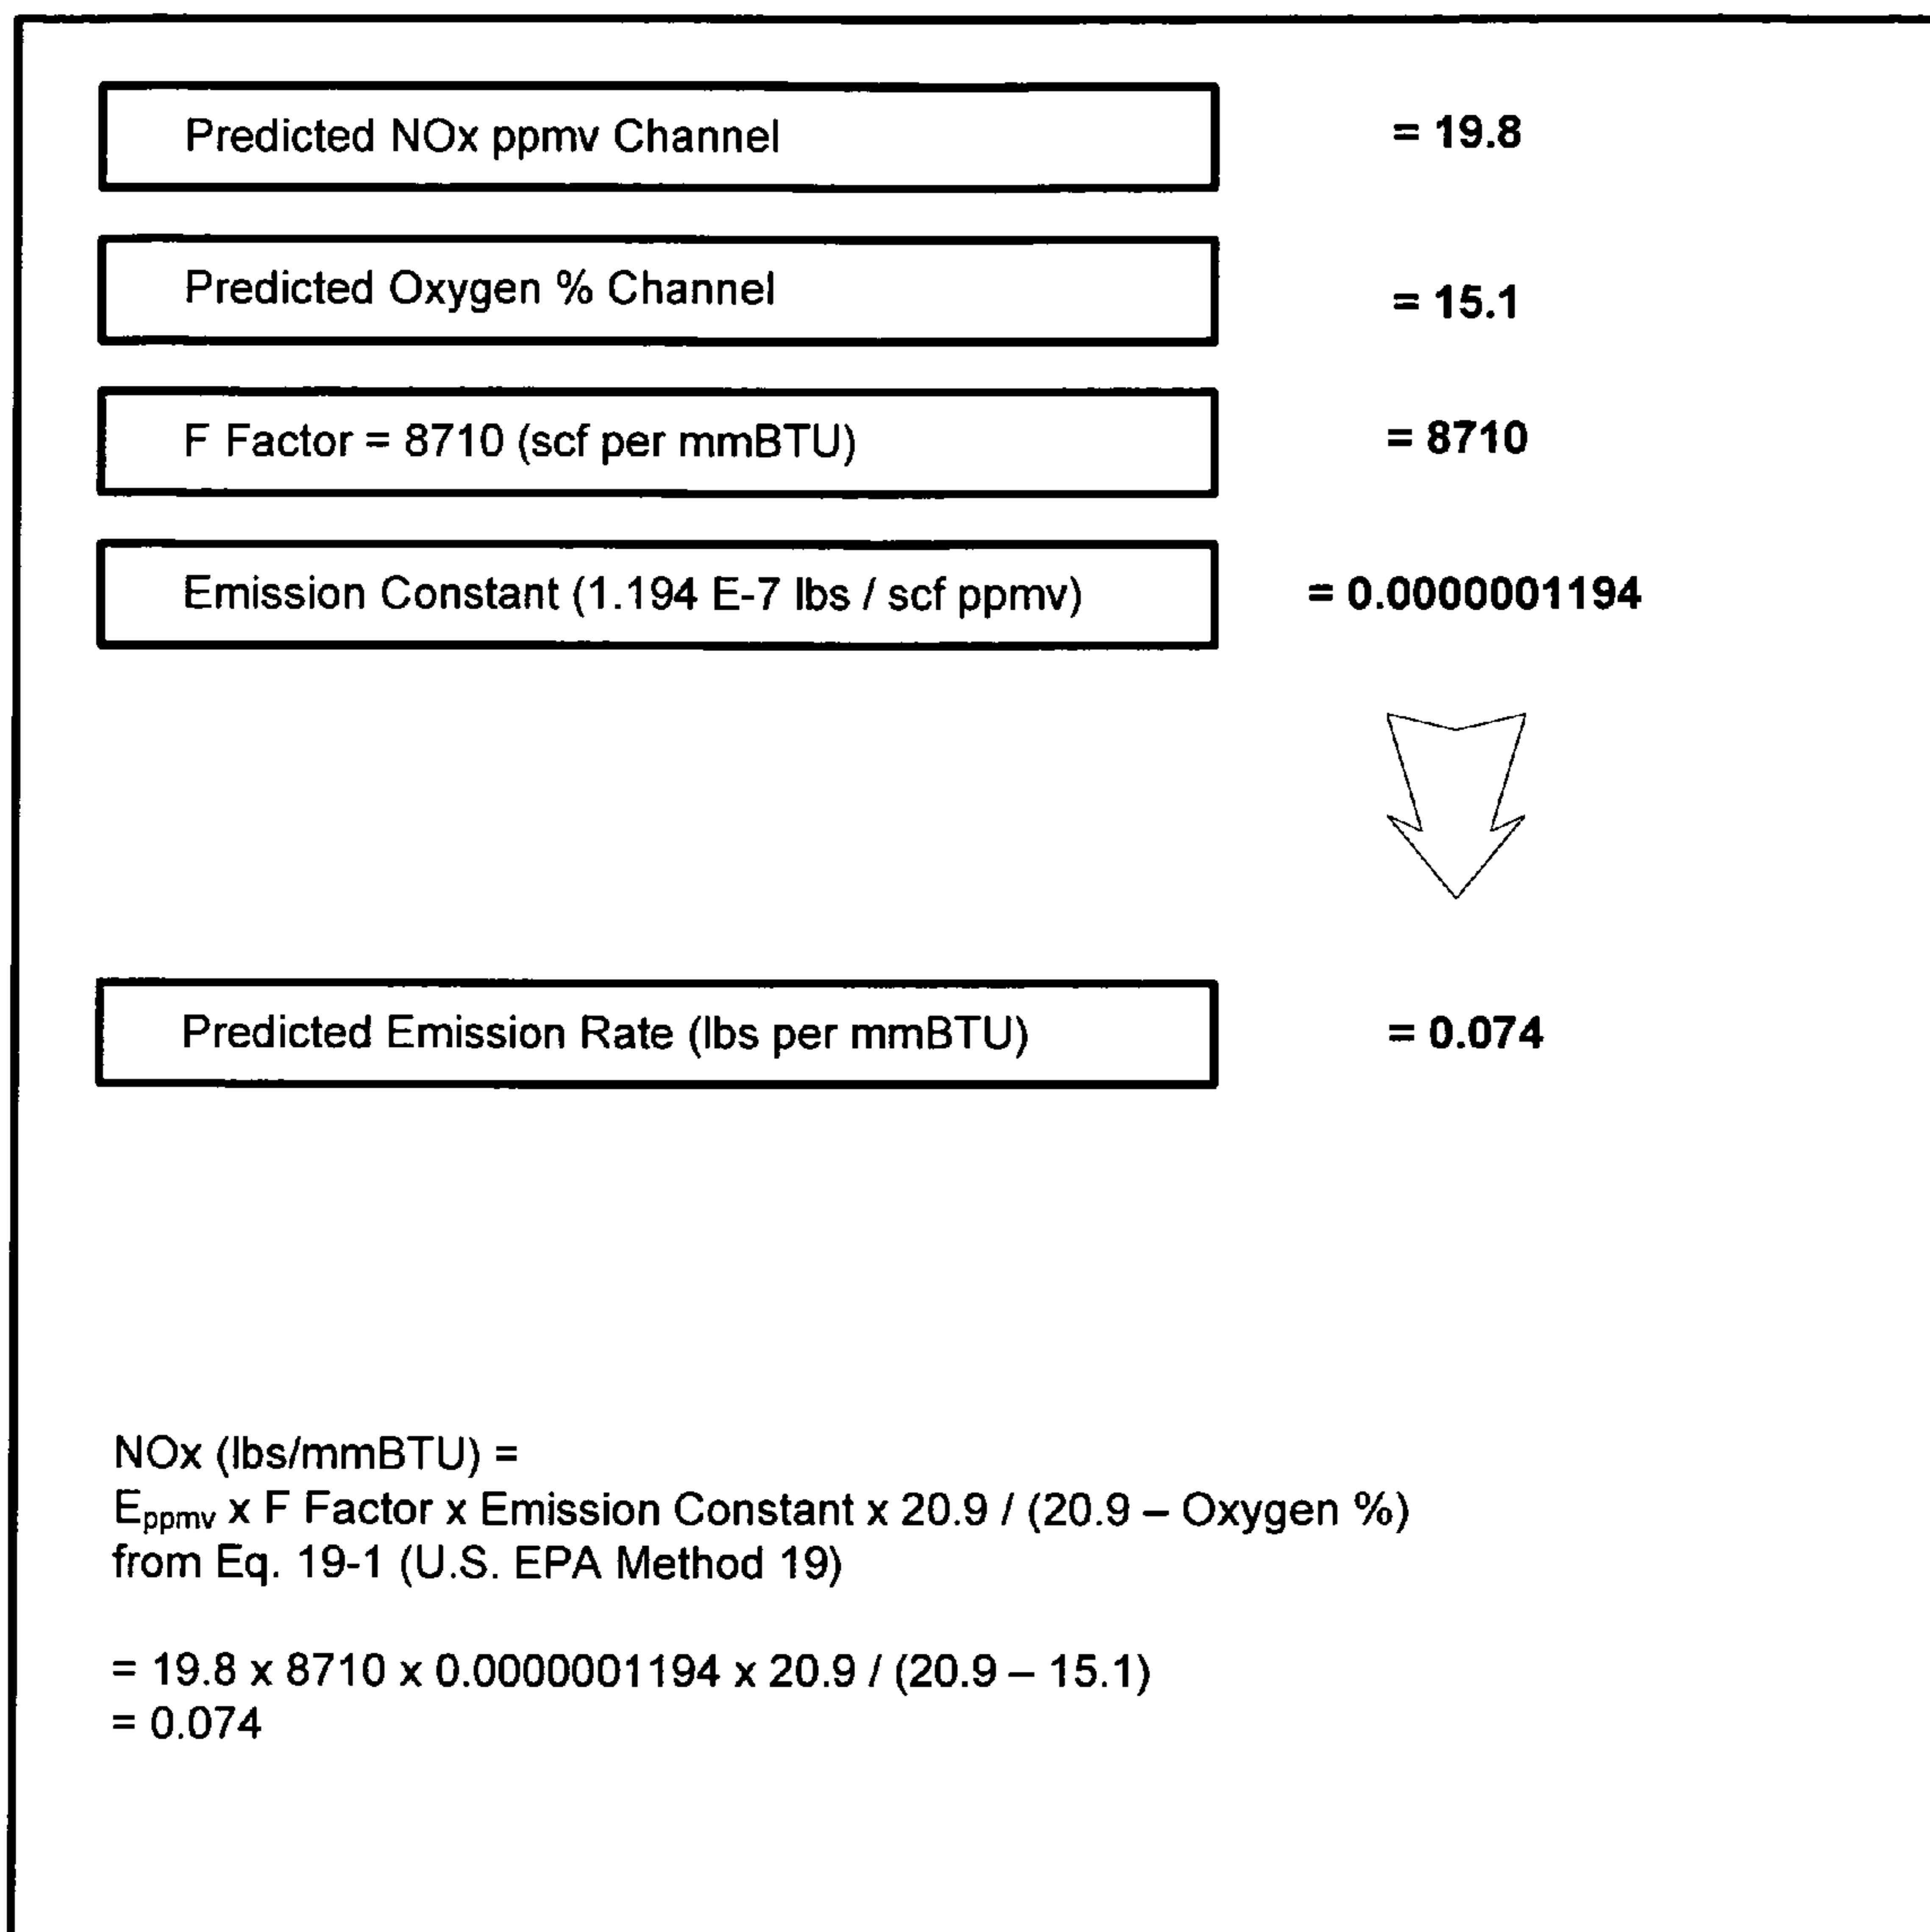 Predicted NOx ppmv Channel = 19.8
Predicted Oxygen % Channel = 15.1
F Factor = 8710 (scf per mmBTU) = 8710
Emission Constant (1.194 E-7 lbs / scf ppmv) = 0.0000001194
Predicted Emission Rate (lbs per mmBTU) = 0.074
NOx (lbs/mmBTU) =
Eppmv x F Factor x Emission Constant x 20.9 / (20.9 – Oxygen %)
from Eq. 19-1 (U.S. EPA Method 19)
= 19.8 x 8710 x 0.0000001194 x 20.9 / (20.9 – 15.1)
= 0.074